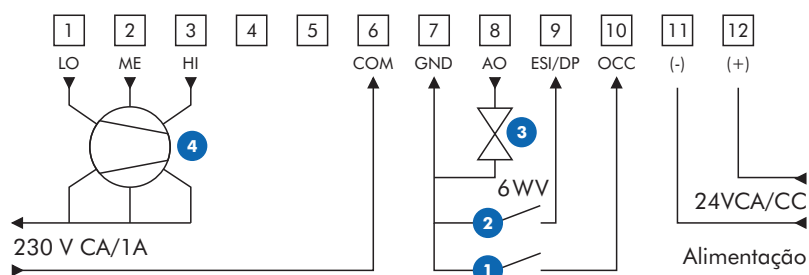 1 2 3 4 5 6 7 8 9 10 11 12
LO ME HI COM GND AO ESI/DP OCC (-) (+)
3
4
6WV
24VCA/CC
2
230 V CA/1A
Alimentação
1